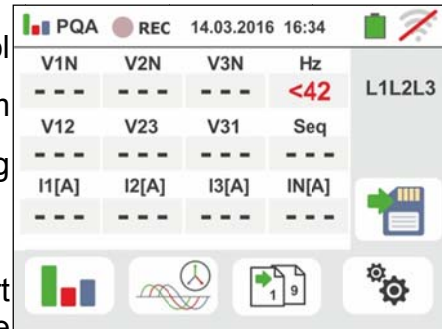 PQA REC 14.03.2016 16:34
V1N V2N V3N Hz
- - - - - - - - - <42 L1L2L3
V12 V23 V31 Seq
- - - - - - - - - - - -
I1[A] I2[A] I3[A] IN[A]
- - - - - - - - - - - -
1 9